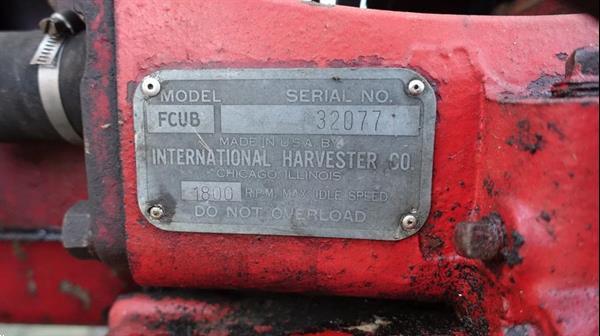 MODEL SERIAL NO.
FCUB 32077
MADE IN U.S.A. BY
INTERNATIONAL HARVESTER CO.
CHICAGO, ILLINOIS
1800 R.P.M. MAX. IDLE SPEED
DO NOT OVERLOAD